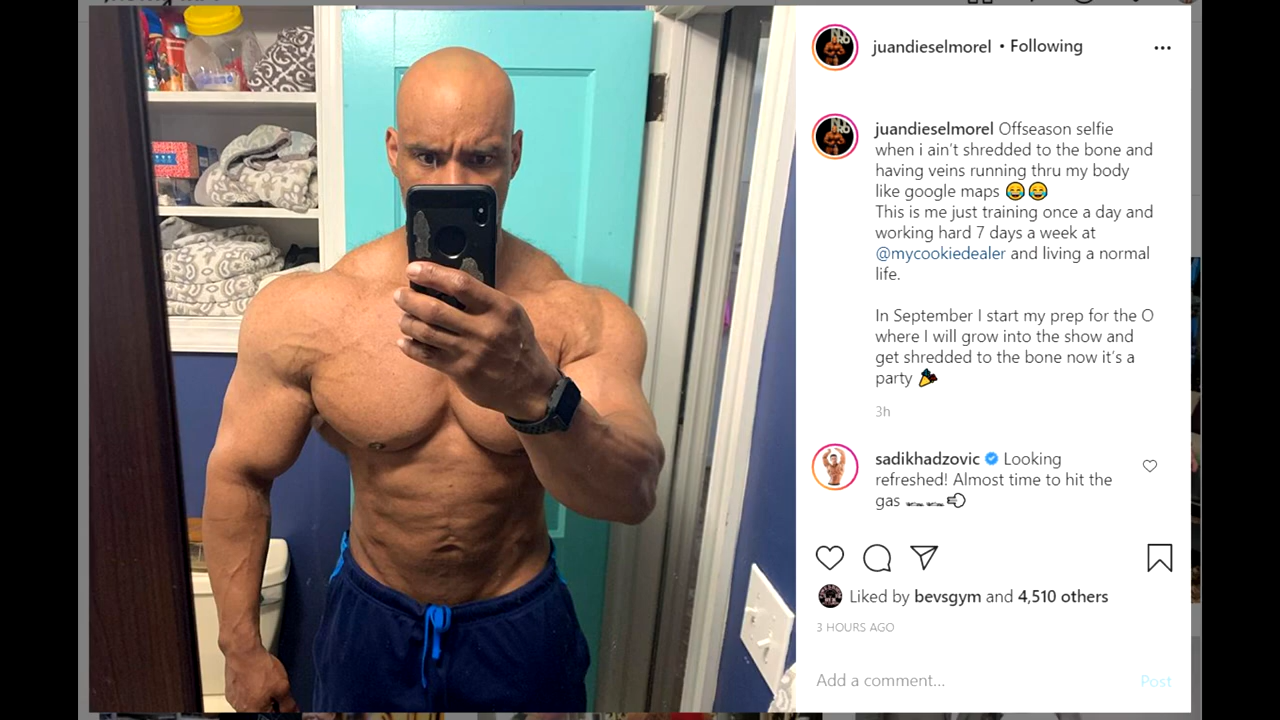 juandieselmorel • Following
juandieselmorel Offseason selfie
when i ain't shredded to the bone and
having veins running thru my body
like google maps 😂😂
This is me just training once a day and
working hard 7 days a week at
@mycookiedealer and living a normal
life.
In September I start my prep for the O
where I will grow into the show and
get shredded to the bone now it's a
party 🎉
3h
sadikhadzovic Looking
refreshed! Almost time to hit the
gas
Liked by bevsgym and 4,510 others
3 HOURS AGO
Add a comment...
Post